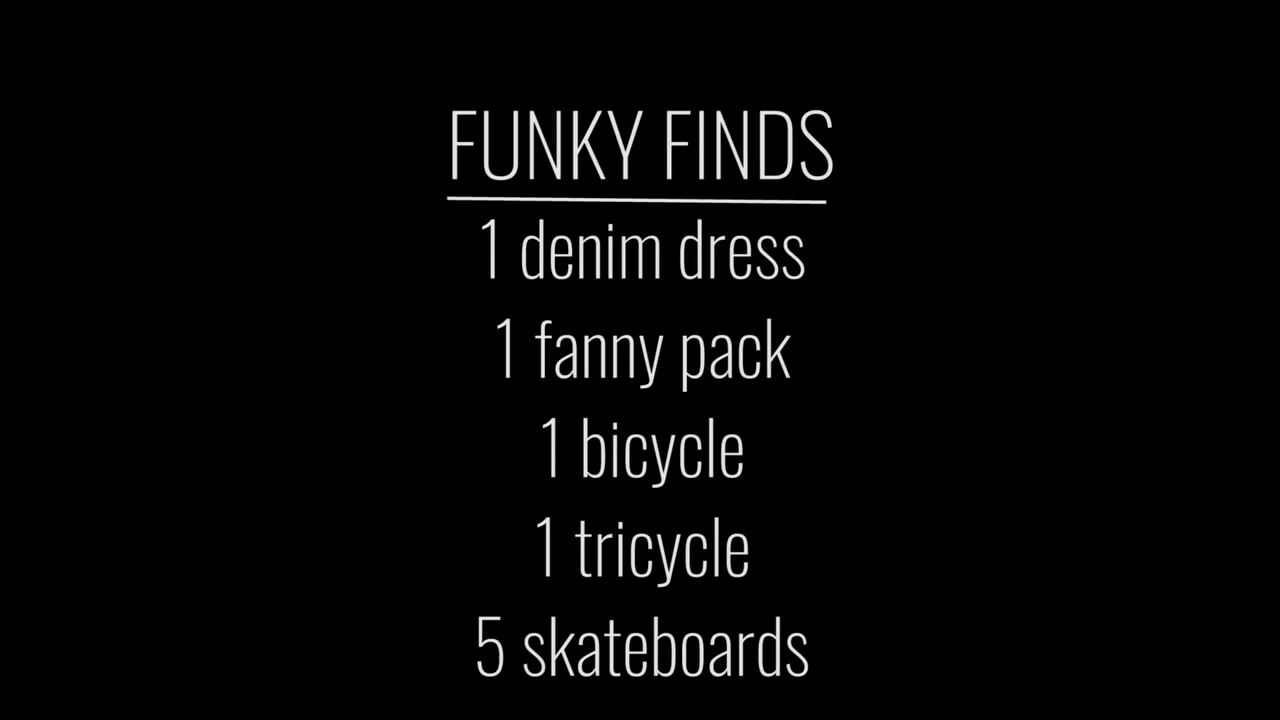 FUNKY FINDS
1 denim dress
1 fanny pack
1 bicycle
1 tricycle
5 skateboards